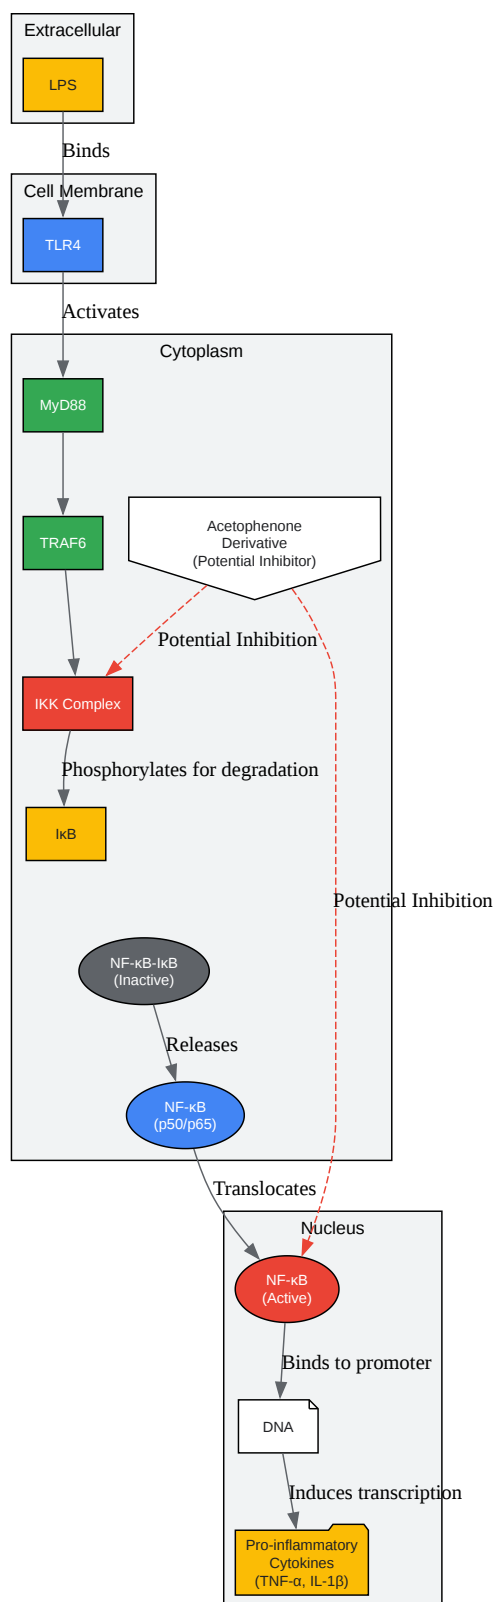 Extracellular
LPS
Binds
Cell Membrane
TLR4
Activates
Cytoplasm
MyD88
TRAF6
Acetophenone
Derivative
(Potential Inhibitor)
Potential Inhibition
IKK Complex
Phosphorylates for degradation
IκB
Potential Inhibition
NF-κB-IκB
(Inactive)
Releases
NF-κB
(p50/p65)
Translocates
Nucleus
NF-κB
(Active)
Binds to promoter
DNA
Induces transcription
Pro-inflammatory
Cytokines
(TNF-α, IL-1β)